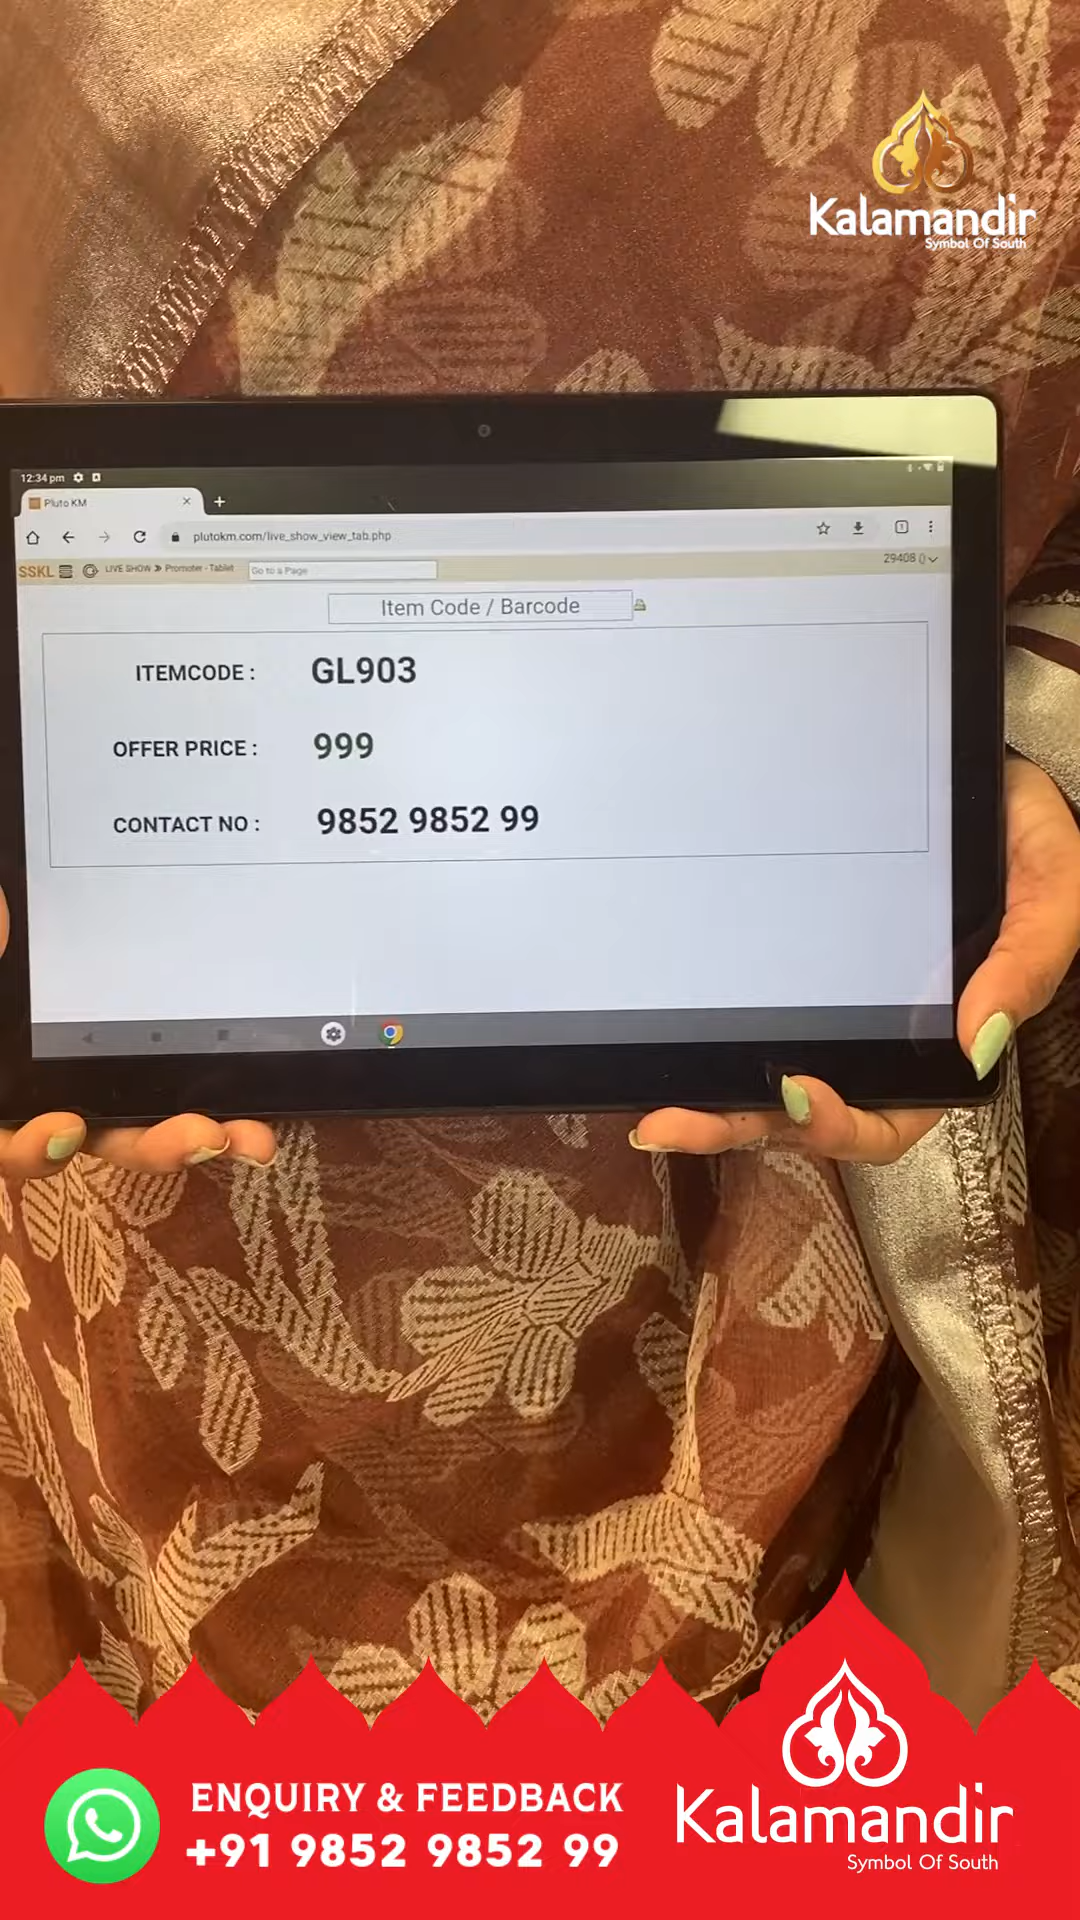 Kalamandir
Symbol Of South
12:34 pm
Pluto KM
plutokm.com/live_show_view_tab.php
29408 ()
SSKL
LIVE SHOW » Promoter - Tablet
Go to a Page
Item Code / Barcode
ITEMCODE : GL903
OFFER PRICE : 999
CONTACT NO : 9852 9852 99
ENQUIRY & FEEDBACK
+91 9852 9852 99
Kalamandir
Symbol Of South